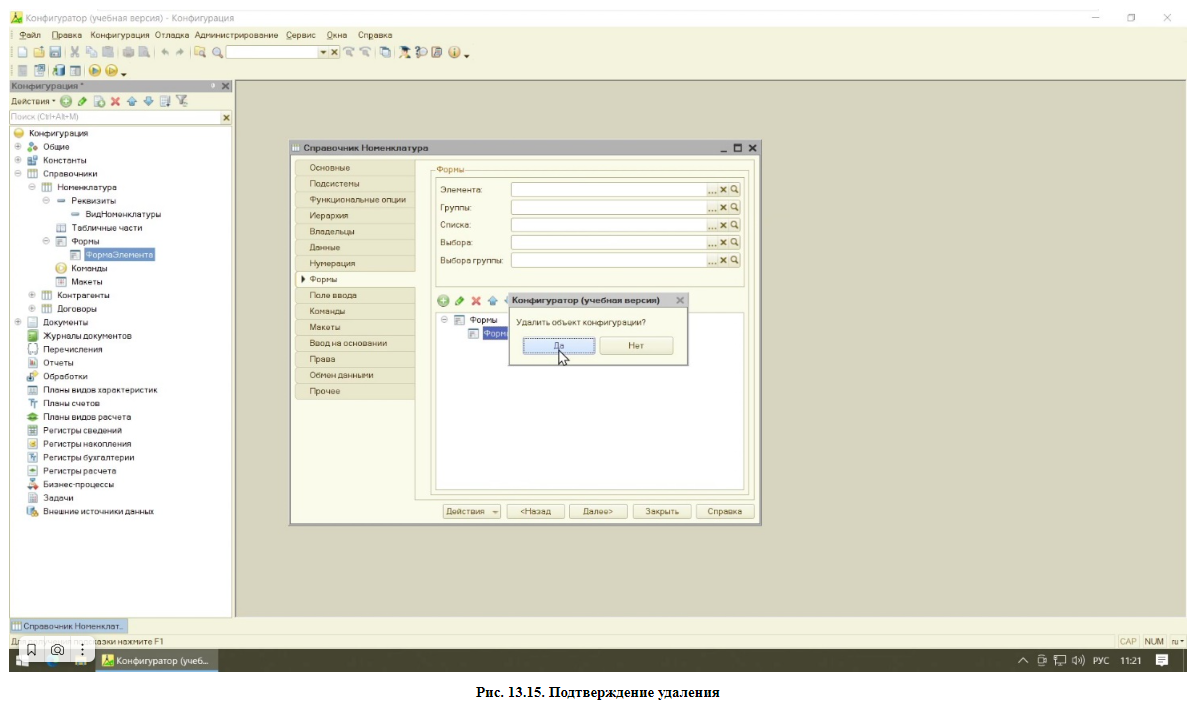 Конфигуратор (учебная версия) - Конфигурация
Файл Правка Конфигурация Отладка Администрирование Сервис Окна Справка
Конфигурация *
Действия
Поиск (Ctrl+Alt+M)
Конфигурация
Общие
Константы
Справочники
Номенклатура
Реквизиты
ВидНоменклатуры
Табличные части
Формы
ФормаЭлемента
Команды
Макеты
Контрагенты
Договоры
Документы
Журналы документов
Перечисления
Отчеты
Обработки
Планы видов характеристик
Планы счетов
Планы видов расчета
Регистры сведений
Регистры накопления
Регистры бухгалтерии
Регистры расчета
Бизнес-процессы
Задачи
Внешние источники данных
Справочник Номенклатура
Основные
Подсистемы
Функциональные опции
Иерархия
Владельцы
Данные
Нумерация
Формы
Поле ввода
Команды
Макеты
Ввод на основании
Права
Обмен данными
Прочее
Формы
Элемента:
Группы:
Списка:
Выбора:
Выбора группы:
Формы
Конфигуратор (учебная версия)
Удалить объект конфигурации?
Да Нет
Действия <Назад Далее> Закрыть Справка
Справочник Номенклат...
нажмите F1
CAP NUM ru
Конфигуратор (учеб...
РУС 11:21
Рис. 13.15. Подтверждение удаления